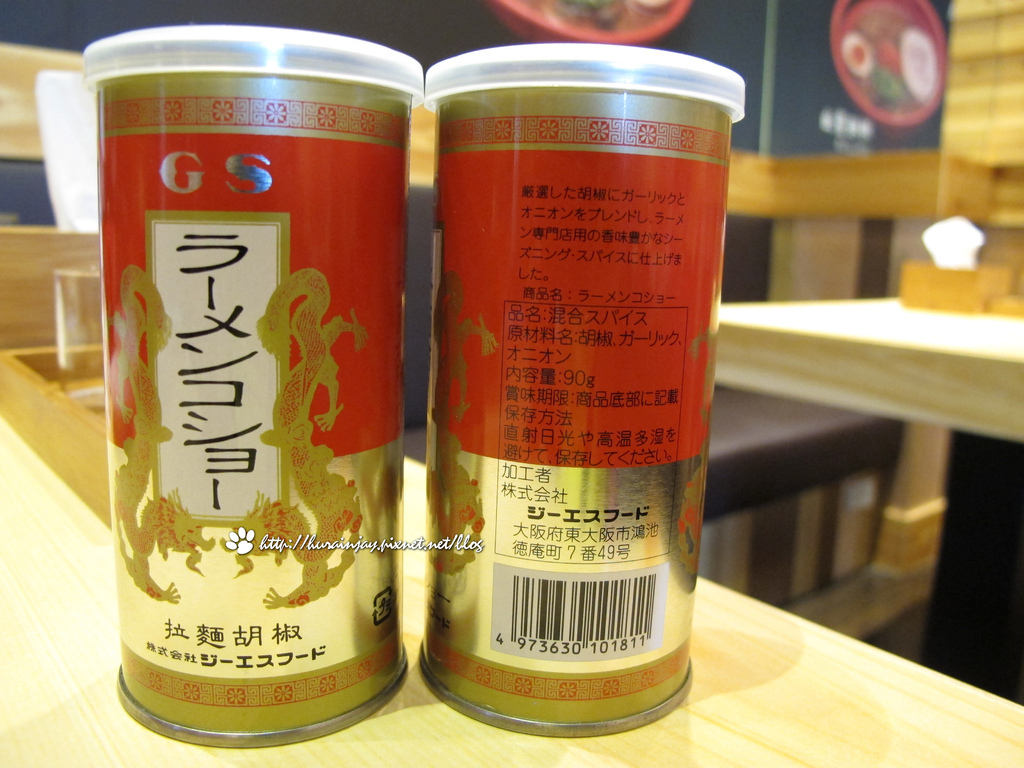 GS
ラーメンコショー
拉麵胡椒
株式会社ジーエスフード
厳選した胡椒にガーリックと
オニオンをブレンドし、ラーメ
ン専門店用の香味豊かなシー
ズニング・スパイスに仕上げま
した。
商品名：ラーメンコショー
品名:混合スパイス
原材料名:胡椒、ガーリック、
オニオン
内容量:90g
賞味期限:商品底部に記載
保存方法
直射日光や高温多湿を
避けて、保存してください。
加工者
株式会社
ジーエスフード
大阪府東大阪市鴻池
徳庵町7番49号
4 973630 101811
http://hurainjay.pixnet.net/blog